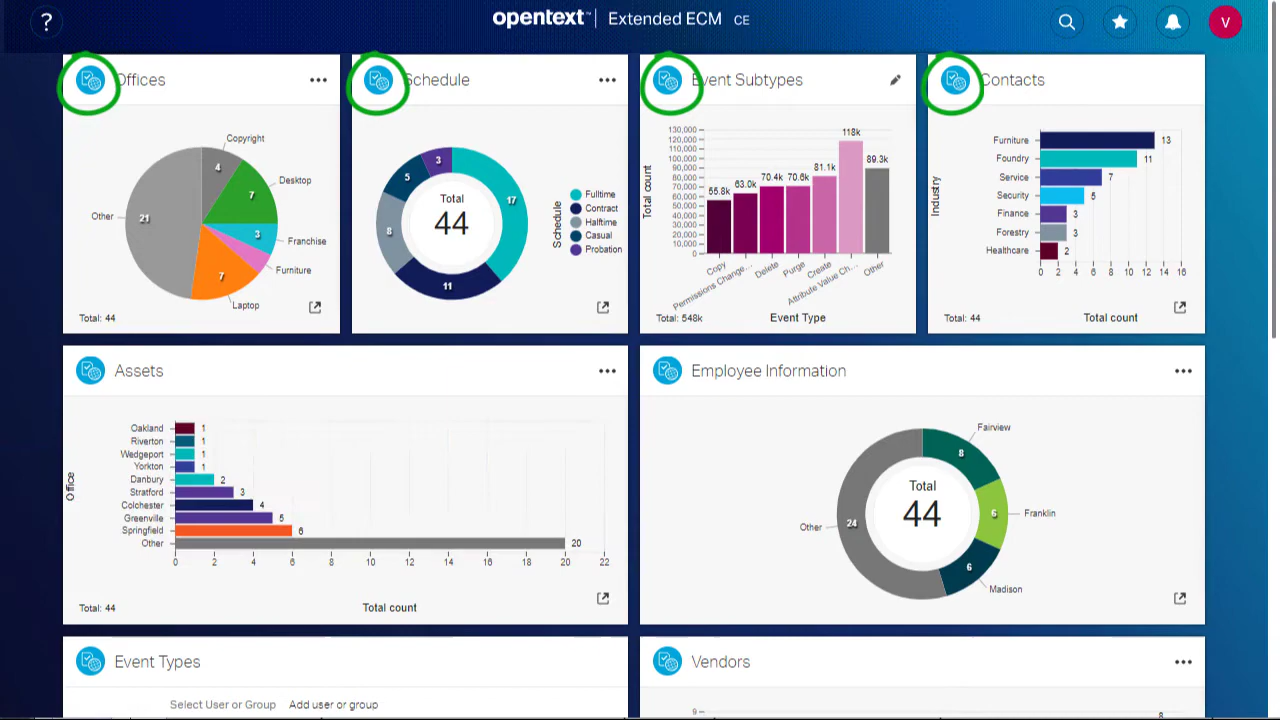 ?
opentext™ | Extended ECM CE
V
Offices
Copyright
4
Desktop
7
Other
21
3
Franchise
Furniture
7
Laptop
Total: 44
Schedule
3
5
17
Total
44
8
11
Schedule
Fulltime
Contract
Halftime
Casual
Probation
Event Subtypes
Total count
130,000
120,000
110,000
100,000
90,000
80,000
70,000
60,000
50,000
40,000
30,000
20,000
10,000
0
55.8k
63.0k
70.4k
70.6k
81.1k
118k
89.3k
Copy
Permissions Change...
Delete
Purge
Create
Attribute Value Ch...
Other
Total: 548k
Event Type
Contacts
Industry
Furniture 13
Foundry 11
Service 7
Security 5
Finance 3
Forestry 3
Healthcare 2
0 2 4 6 8 10 12 14 16
Total: 44
Total count
Assets
Office
Oakland 1
Riverton 1
Wedgeport 1
Yorkton 1
Danbury 2
Stratford 3
Colchester 4
Greenville 5
Springfield 6
Other 20
0 2 4 6 8 10 12 14 16 18 20 22
Total: 44
Total count
Employee Information
Fairview
8
Total
44
6
Franklin
Other
24
6
Madison
Event Types
Select User or Group Add user or group
Vendors
9
8